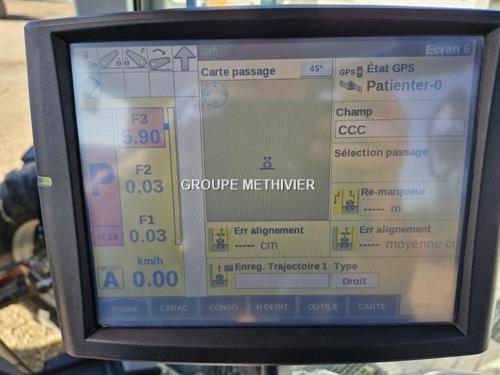 Ecran 6
Carte passage
45°
GPS
État GPS
Patienter-0
F
F3
5.90
Champ
CCC
Sélection passage
P
F2
0.03
GROUPE METHIVIER
Re-marqueur
----- m
F1
R:19
0.03
Err alignement
----- cm
Err alignement
----- moyenne c
km/h
A
0.00
Enreg. Trajectoire 1
Type
Droit
Retour
CARAC
CONSO
H DEBIT
OUTILS
CARTE
GPS